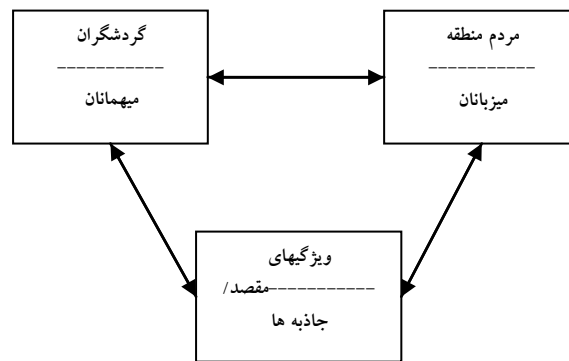 مردم منطقه
-----------
میزبانان
گردشگران
-----------
میهمانان
ویژگیهای
مقصد/-----------
جاذبه ها